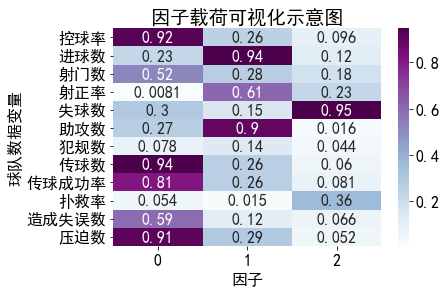 因子载荷可视化示意图
球队数据变量
控球率 0.92 0.26 0.096
进球数 0.23 0.94 0.12
射门数 0.52 0.28 0.18
射正率 0.0081 0.61 0.23
失球数 0.3 0.15 0.95
助攻数 0.27 0.9 0.016
犯规数 0.078 0.14 0.044
传球数 0.94 0.26 0.06
传球成功率 0.81 0.26 0.081
扑救率 0.054 0.015 0.36
造成失误数 0.59 0.12 0.066
压迫数 0.91 0.29 0.052
0 1 2
因子
0.8
0.6
0.4
0.2